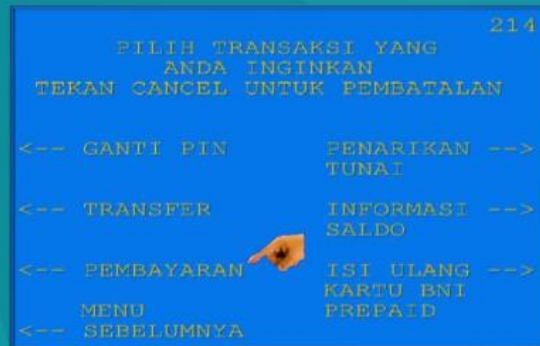 214
PILIH TRANSAKSI YANG
ANDA INGINKAN
TEKAN CANCEL UNTUK PEMBATALAN
<-- GANTI PIN
PENARIKAN -->
TUNAI
<-- TRANSFER
INFORMASI -->
SALDO
<-- PEMBAYARAN
ISI ULANG -->
KARTU BNI
PREPAID
MENU
<-- SEBELUMNYA